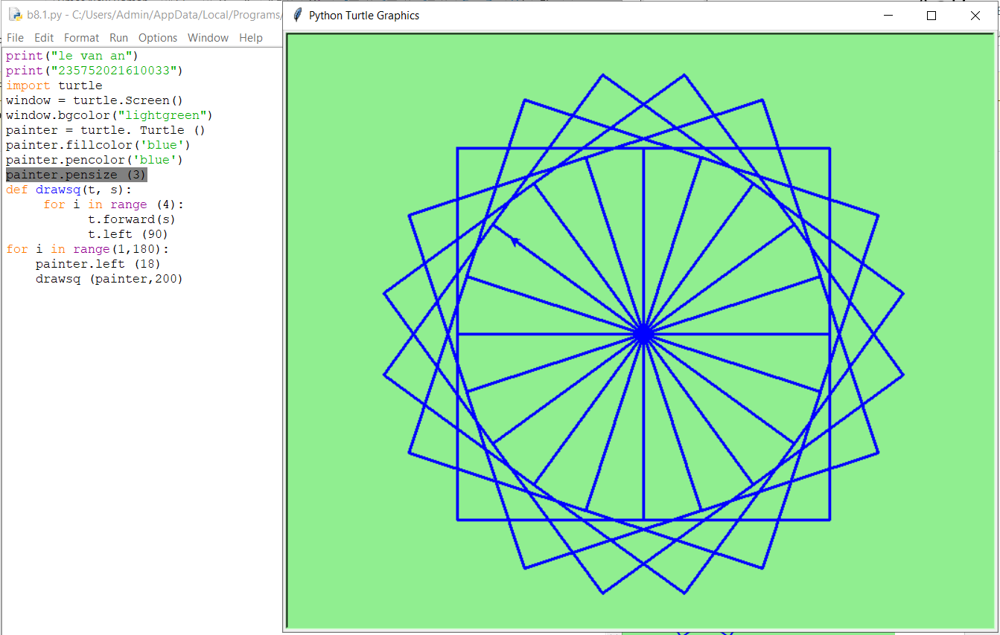 b8.1.py - C:/Users/Admin/AppData/Local/Programs/
File Edit Format Run Options Window Help
print("le van an")
print("235752021610033")
import turtle
window = turtle.Screen()
window.bgcolor("lightgreen")
painter = turtle. Turtle ()
painter.fillcolor('blue')
painter.pencolor('blue')
painter.pensize (3)
def drawsq(t, s):
     for i in range (4):
           t.forward(s)
           t.left (90)
for i in range(1,180):
    painter.left (18)
    drawsq (painter,200)
Python Turtle Graphics